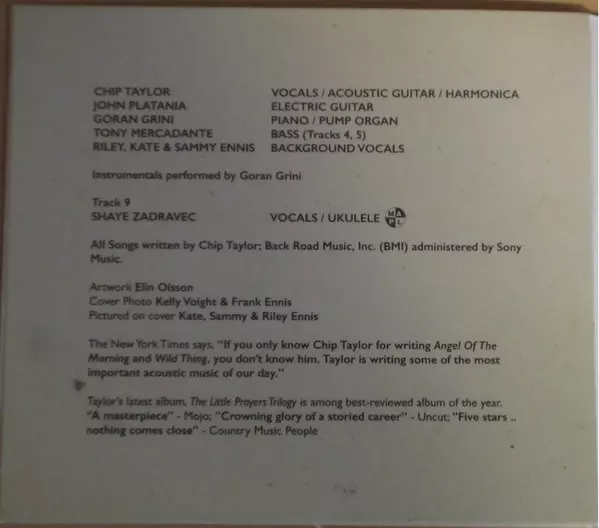 CHIP TAYLOR VOCALS / ACOUSTIC GUITAR / HARMONICA
JOHN PLATANIA ELECTRIC GUITAR
GORAN GRINI PIANO / PUMP ORGAN
TONY MERCADANTE BASS (Tracks 4, 5)
RILEY, KATE & SAMMY ENNIS BACKGROUND VOCALS
Instrumentals performed by Goran Grini
Track 9
SHAYE ZADRAVEC VOCALS / UKULELE M A P L
All Songs written by Chip Taylor; Back Road Music, Inc. (BMI) administered by Sony
Music.
Artwork Elin Olsson
Cover Photo Kelly Voight & Frank Ennis
Pictured on cover Kate, Sammy & Riley Ennis
The New York Times says, "If you only know Chip Taylor for writing Angel Of The
Morning and Wild Thing, you don't know him. Taylor is writing some of the most
important acoustic music of our day."
Taylor's latest album, The Little Prayers Trilogy is among best-reviewed album of the year.
"A masterpiece" - Mojo; "Crowning glory of a storied career" - Uncut; "Five stars ..
nothing comes close" - Country Music People